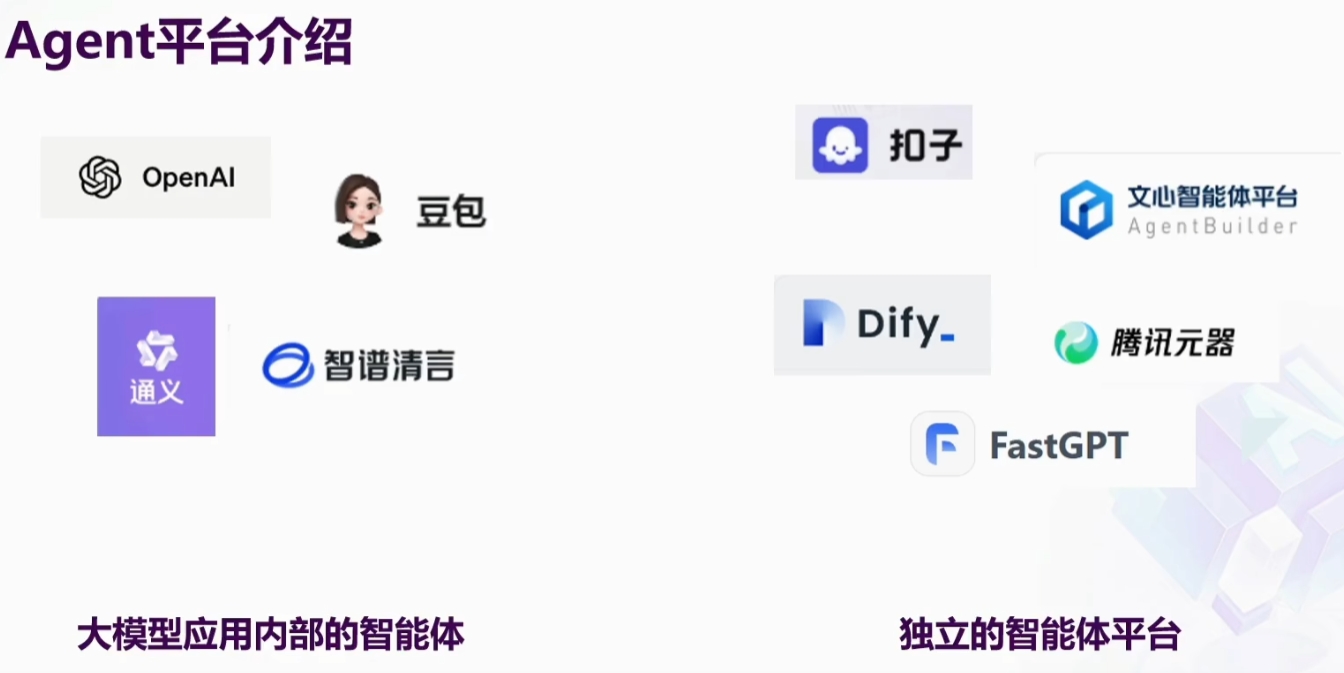 Agent平台介绍
OpenAI
豆包
通义
智谱清言
扣子
文心智能体平台
AgentBuilder
Dify_
腾讯元器
FastGPT
大模型应用内部的智能体
独立的智能体平台